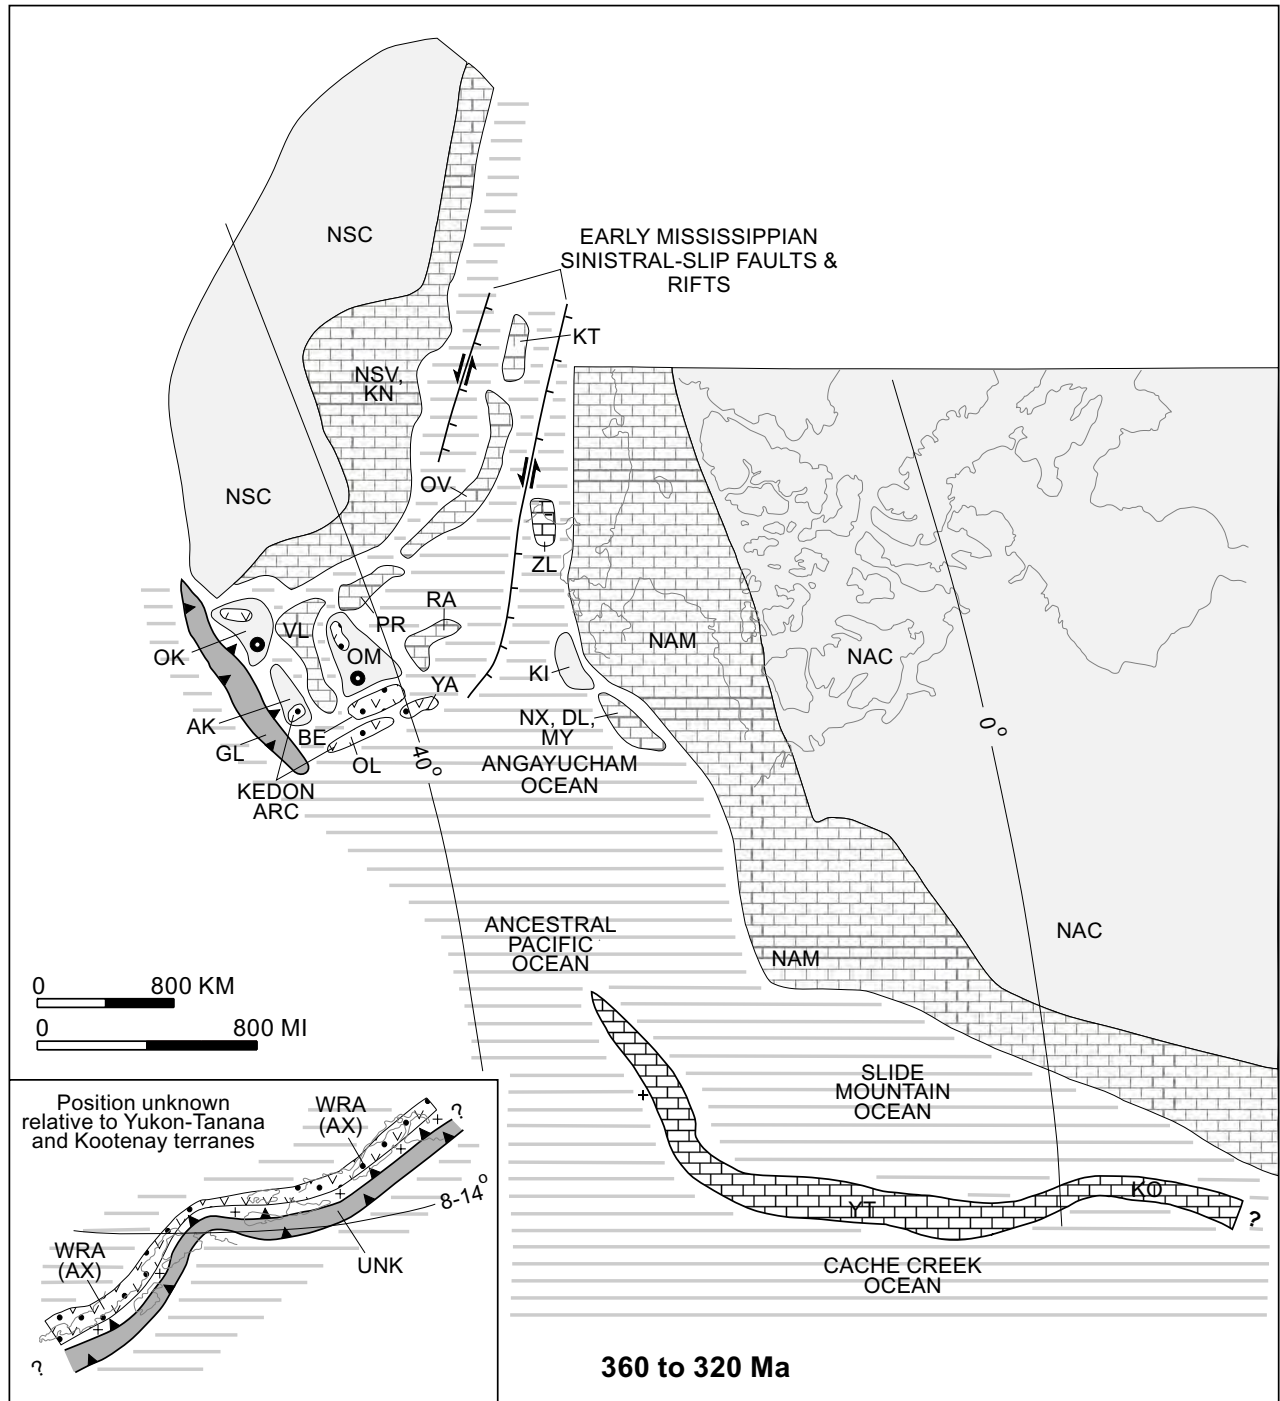 NSC
EARLY MISSISSIPPIAN
SINISTRAL-SLIP FAULTS &
RIFTS
KT
NSV,
KN
NSC
OV
ZL
RA
VL
PR
OK
OM
NAM
NAC
KI
YA
AK
BE
GL
OL
NX, DL,
MY
0°
40°
KEDON
ARC
ANGAYUCHAM
OCEAN
ANCESTRAL
PACIFIC
OCEAN
NAC
NAM
0 800 KM
0 800 MI
SLIDE
MOUNTAIN
OCEAN
YT
KO
?
CACHE CREEK
OCEAN
Position unknown
relative to Yukon-Tanana
and Kootenay terranes
WRA
(AX)
?
8-14°
WRA
(AX)
UNK
?
360 to 320 Ma